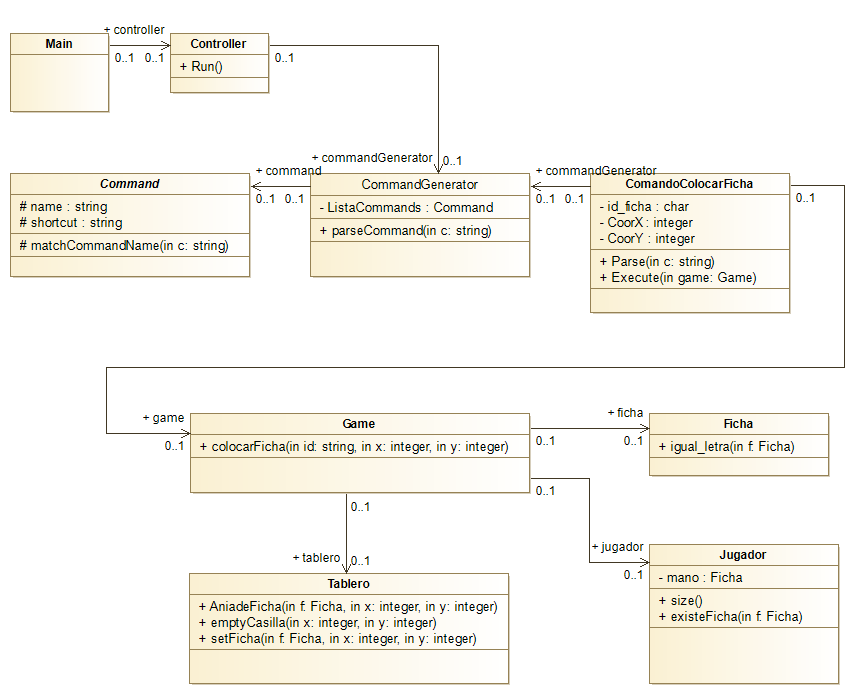 + controller
Main
Controller
0..1
0..1
0..1
+ Run()
+ commandGenerator
0..1
+ command
+ commandGenerator
Command
CommandGenerator
ComandoColocarFicha
# name : string
# shortcut : string
# matchCommandName(in c: string)
0..1
0..1
- ListaCommands : Command
+ parseCommand(in c: string)
0..1
0..1
- id_ficha : char
- CoorX : integer
- CoorY : integer
+ Parse(in c: string)
+ Execute(in game: Game)
0..1
+ game
0..1
Game
+ colocarFicha(in id: string, in x: integer, in y: integer)
+ ficha
0..1
0..1
Ficha
+ igual_letra(in f: Ficha)
0..1
0..1
+ jugador
0..1
Jugador
- mano : Ficha
+ size()
+ existeFicha(in f: Ficha)
+ tablero
0..1
Tablero
+ AniadeFicha(in f: Ficha, in x: integer, in y: integer)
+ emptyCasilla(in x: integer, in y: integer)
+ setFicha(in f: Ficha, in x: integer, in y: integer)